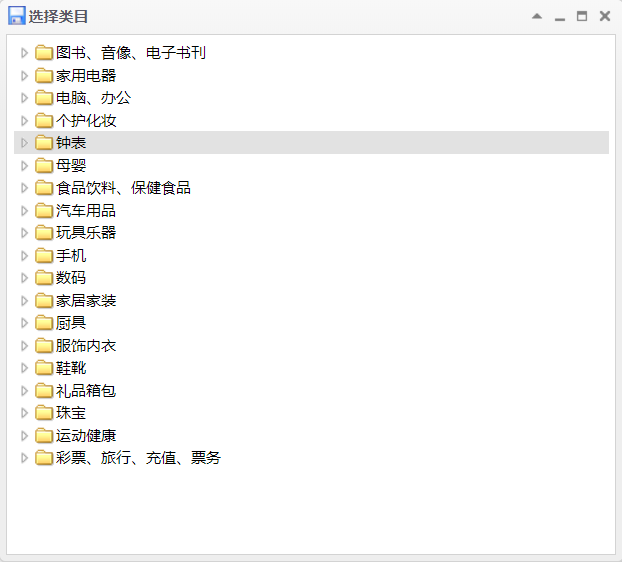 选择类目
图书、音像、电子书刊
家用电器
电脑、办公
个护化妆
钟表
母婴
食品饮料、保健食品
汽车用品
玩具乐器
手机
数码
家居家装
厨具
服饰内衣
鞋靴
礼品箱包
珠宝
运动健康
彩票、旅行、充值、票务